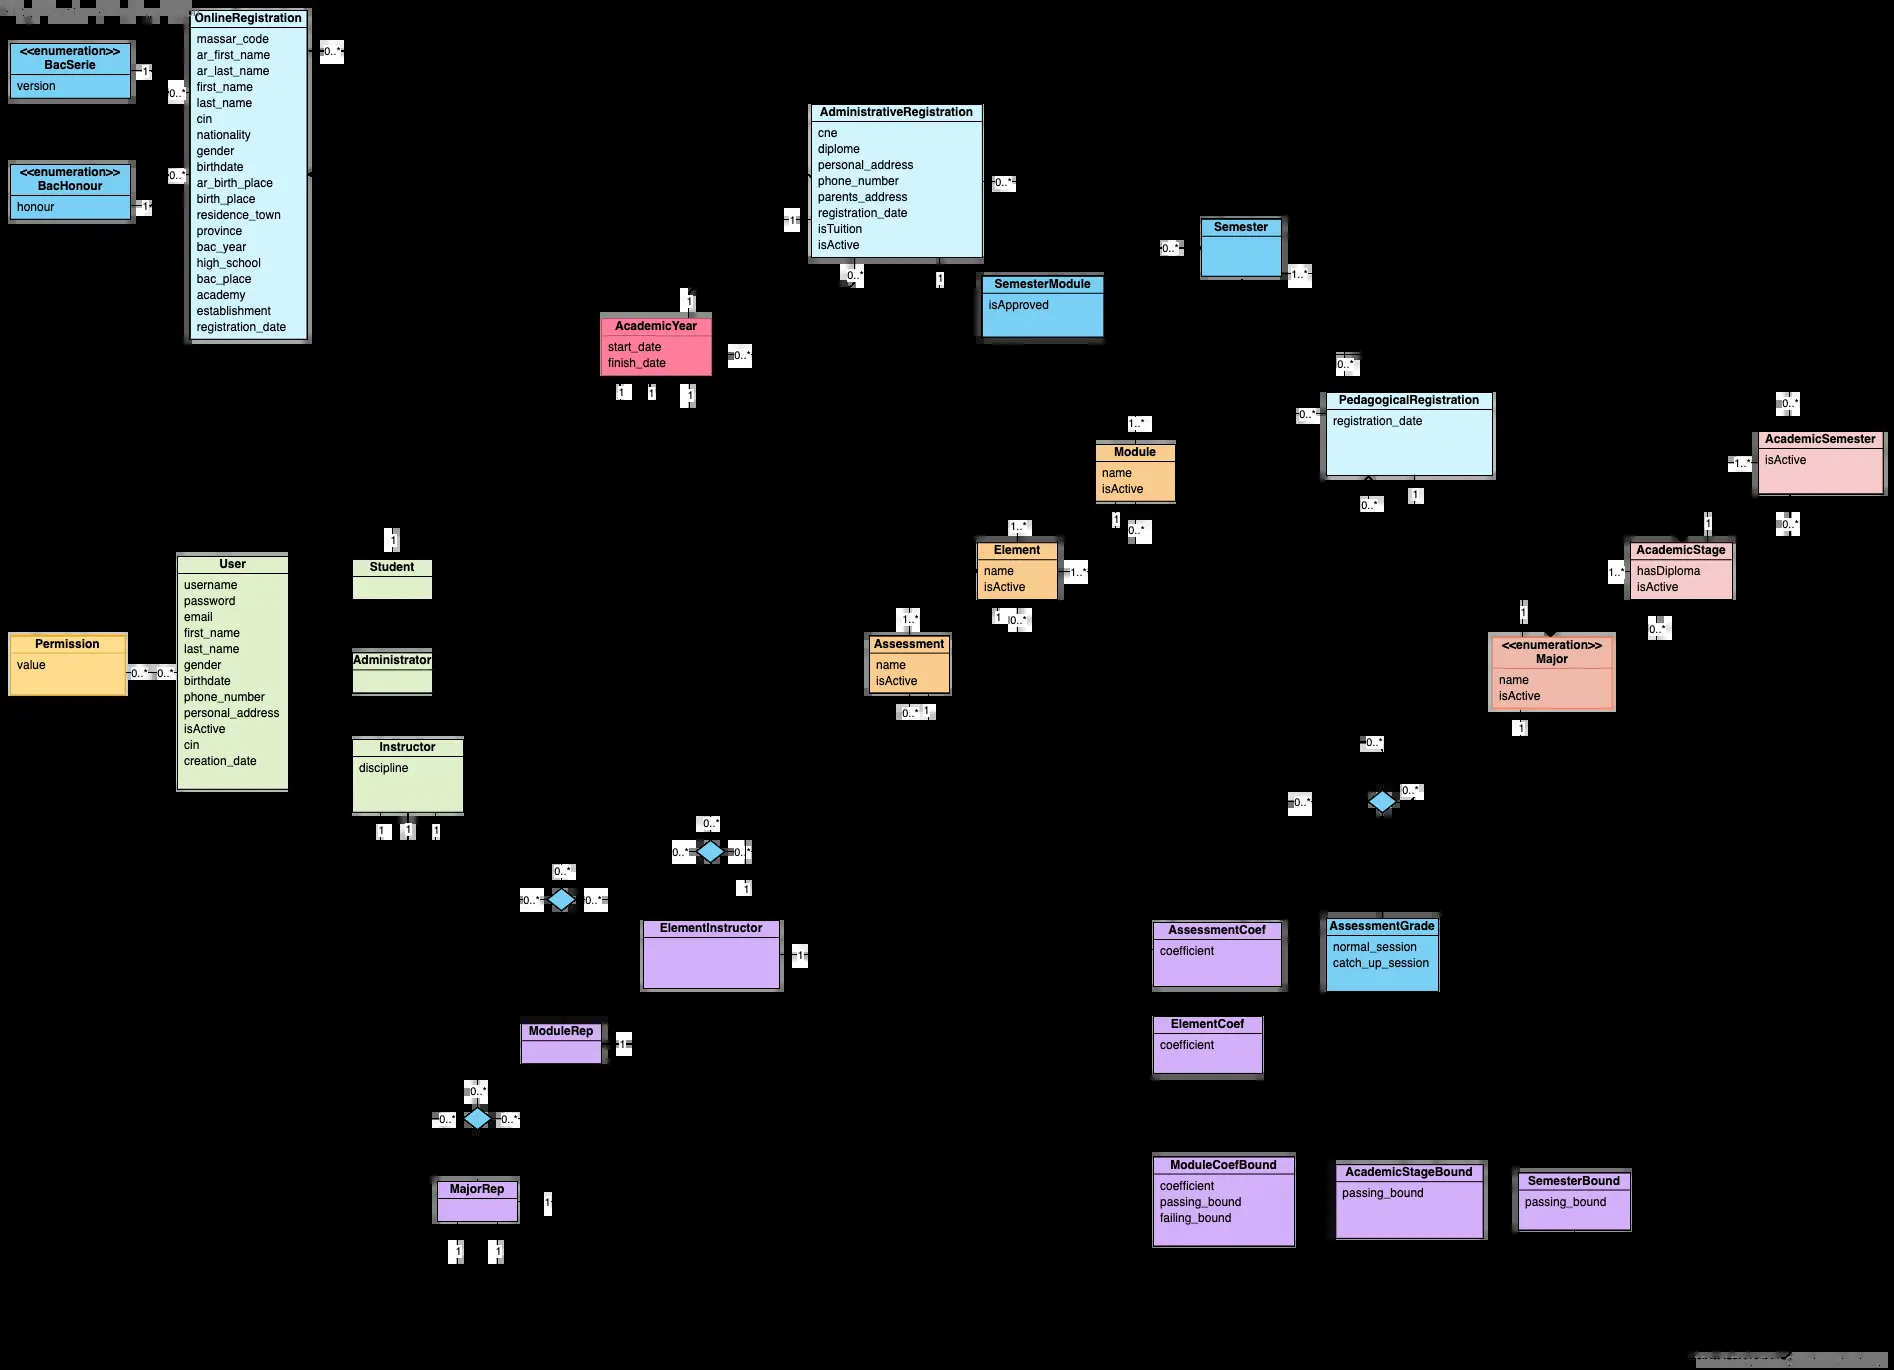 OnlineRegistration
massar_code
ar_first_name
ar_last_name
first_name
last_name
cin
nationality
gender
birthdate
ar_birth_place
birth_place
residence_town
province
bac_year
high_school
bac_place
academy
establishment
registration_date
0..*
0..*
0..*
<<enumeration>>
BacSerie
version
1
<<enumeration>>
BacHonour
honour
1
AdministrativeRegistration
cne
diplome
personal_address
phone_number
parents_address
registration_date
isTuition
isActive
0..*
1
0..*
1
Semester
0..*
1..*
SemesterModule
isApproved
AcademicYear
start_date
finish_date
1
0..*
1
1
1
PedagogicalRegistration
registration_date
0..*
0..*
0..*
1
AcademicSemester
isActive
0..*
1..*
0..*
Module
name
isActive
1..*
1
0..*
Element
name
isActive
1..*
1..*
1
0..*
AcademicStage
hasDiploma
isActive
1
1..*
0..*
User
username
password
email
first_name
last_name
gender
birthdate
phone_number
personal_address
isActive
cin
creation_date
Student
1
Permission
value
0..*
0..*
Administrator
Assessment
name
isActive
1..*
0..*
1
<<enumeration>>
Major
name
isActive
1
1
Instructor
discipline
1
1
1
0..*
0..*
0..*
0..*
0..*
0..*
1
0..*
0..*
0..*
ElementInstructor
1
AssessmentCoef
coefficient
AssessmentGrade
normal_session
catch_up_session
ModuleRep
1
ElementCoef
coefficient
0..*
0..*
0..*
MajorRep
1
1
1
ModuleCoefBound
coefficient
passing_bound
failing_bound
AcademicStageBound
passing_bound
SemesterBound
passing_bound